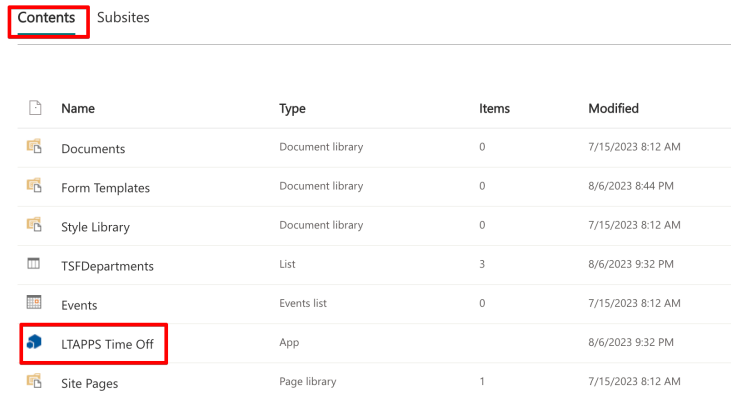 Contents Subsites
Name Type Items Modified
Documents Document library 0 7/15/2023 8:12 AM
Form Templates Document library 0 8/6/2023 8:44 PM
Style Library Document library 0 7/15/2023 8:12 AM
TSFDepartments List 3 8/6/2023 9:32 PM
Events Events list 0 7/15/2023 8:12 AM
LTAPPS Time Off App 8/6/2023 9:32 PM
Site Pages Page library 1 7/15/2023 8:12 AM